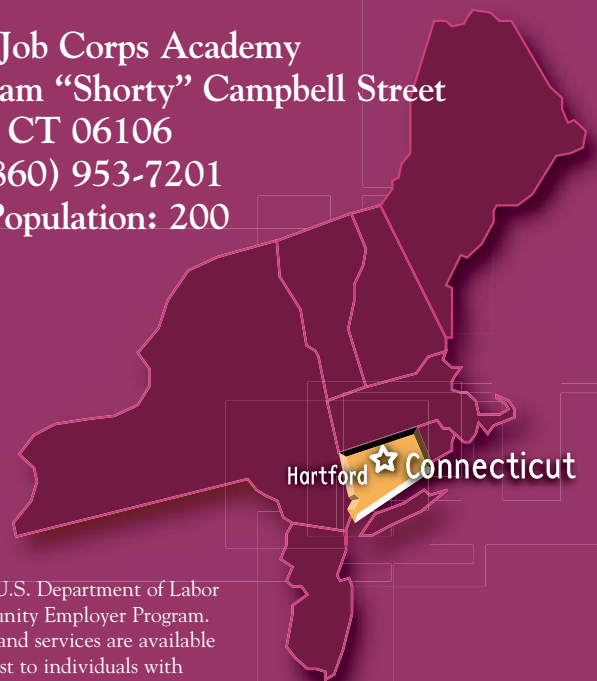 Job Corps Academy
am “Shorty” Campbell Street
CT 06106
860) 953-7201
Population: 200
Hartford
Connecticut
U.S. Department of Labor
unity Employer Program.
and services are available
st to individuals with